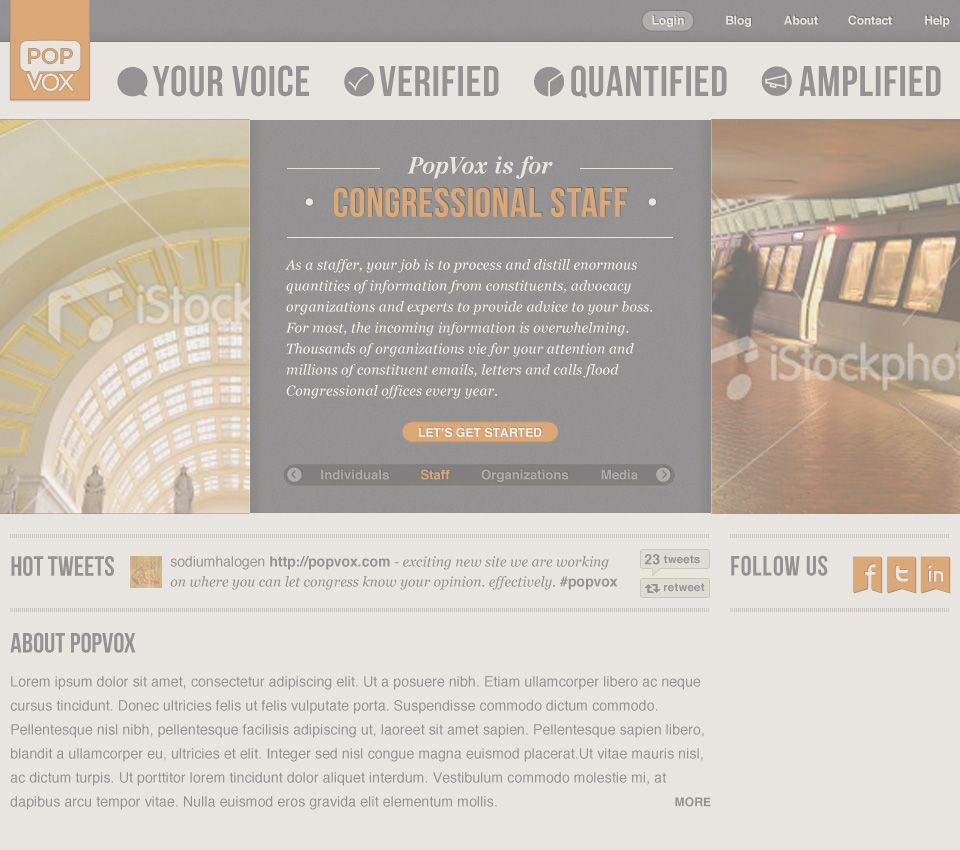 Login
Blog
About
Contact
Help
POP
VOX
YOUR VOICE
VERIFIED
QUANTIFIED
AMPLIFIED
iStock
PopVox is for
• CONGRESSIONAL STAFF •
As a staffer, your job is to process and distill enormous
quantities of information from constituents, advocacy
organizations and experts to provide advice to your boss.
For most, the incoming information is overwhelming.
Thousands of organizations vie for your attention and
millions of constituent emails, letters and calls flood
Congressional offices every year.
LET'S GET STARTED
Individuals
Staff
Organizations
Media
iStockphot
HOT TWEETS
sodiumhalogen http://popvox.com - exciting new site we are working
on where you can let congress know your opinion. effectively. #popvox
23 tweets
retweet
FOLLOW US
f
t
in
ABOUT POPVOX
Lorem ipsum dolor sit amet, consectetur adipiscing elit. Ut a posuere nibh. Etiam ullamcorper libero ac neque
cursus tincidunt. Donec ultricies felis ut felis vulputate porta. Suspendisse commodo dictum commodo.
Pellentesque nisl nibh, pellentesque facilisis adipiscing ut, laoreet sit amet sapien. Pellentesque sapien libero,
blandit a ullamcorper eu, ultricies et elit. Integer sed nisl congue magna euismod placerat.Ut vitae mauris nisl,
ac dictum turpis. Ut porttitor lorem tincidunt dolor aliquet interdum. Vestibulum commodo molestie mi, at
dapibus arcu tempor vitae. Nulla euismod eros gravida elit elementum mollis.
MORE